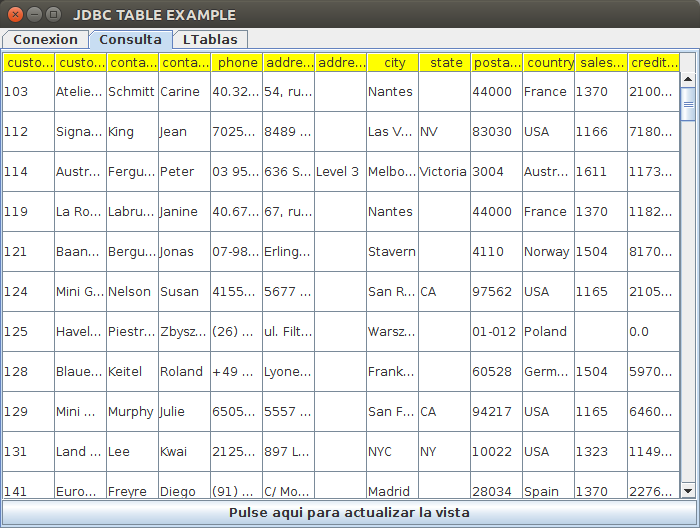 JDBC TABLE EXAMPLE
Conexion Consulta LTablas
custo... custo... conta... conta... phone addre... addre... city state posta... country sales... credit...
103 Atelie... Schmitt Carine 40.32... 54, ru... Nantes 44000 France 1370 2100...
112 Signa... King Jean 7025... 8489 ... Las V... NV 83030 USA 1166 7180...
114 Austr... Fergu... Peter 03 95... 636 S... Level 3 Melbo... Victoria 3004 Austr... 1611 1173...
119 La Ro... Labru... Janine 40.67... 67, ru... Nantes 44000 France 1370 1182...
121 Baan... Bergu... Jonas 07-98... Erling... Stavern 4110 Norway 1504 8170...
124 Mini G... Nelson Susan 4155... 5677 ... San R... CA 97562 USA 1165 2105...
125 Havel... Piestr... Zbysz... (26) ... ul. Filt... Warsz... 01-012 Poland 0.0
128 Blaue... Keitel Roland +49 ... Lyone... Frank... 60528 Germ... 1504 5970...
129 Mini ... Murphy Julie 6505... 5557 ... San F... CA 94217 USA 1165 6460...
131 Land ... Lee Kwai 2125... 897 L... NYC NY 10022 USA 1323 1149...
141 Euro... Freyre Diego (91) ... C/ Mo... Madrid 28034 Spain 1370 2276...
Pulse aqui para actualizar la vista